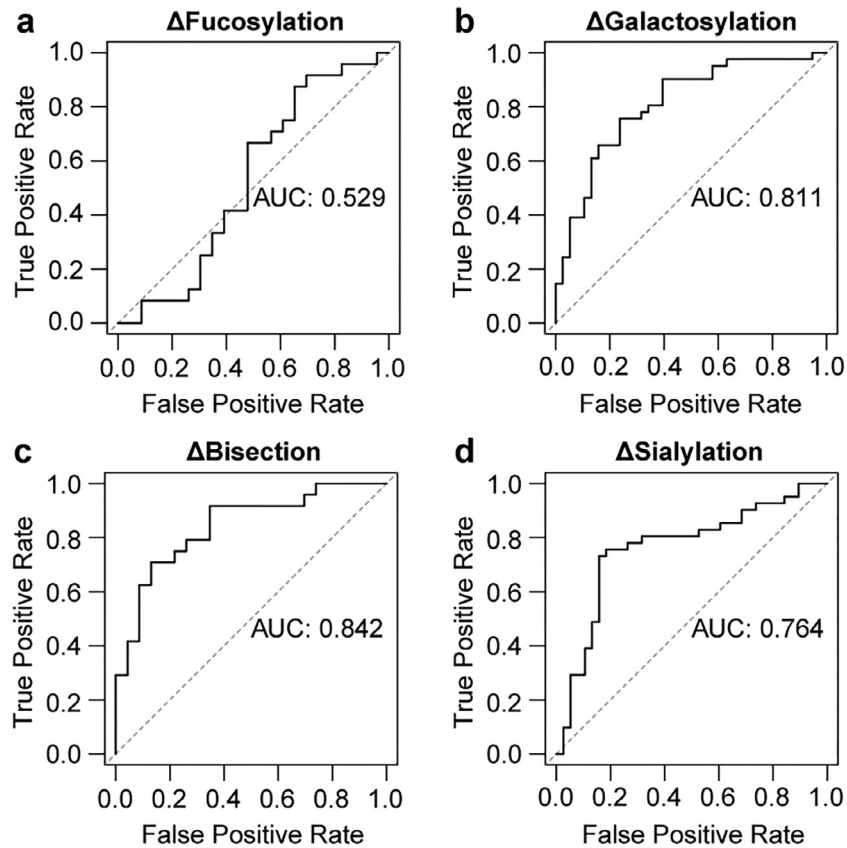 a
ΔFucosylation
True Positive Rate
1.0
0.8
0.6
0.4
0.2
0.0
AUC: 0.529
0.0 0.2 0.4 0.6 0.8 1.0
False Positive Rate
b
ΔGalactosylation
True Positive Rate
1.0
0.8
0.6
0.4
0.2
0.0
AUC: 0.811
0.0 0.2 0.4 0.6 0.8 1.0
False Positive Rate
c
ΔBisection
True Positive Rate
1.0
0.8
0.6
0.4
0.2
0.0
AUC: 0.842
0.0 0.2 0.4 0.6 0.8 1.0
False Positive Rate
d
ΔSialylation
True Positive Rate
1.0
0.8
0.6
0.4
0.2
0.0
AUC: 0.764
0.0 0.2 0.4 0.6 0.8 1.0
False Positive Rate